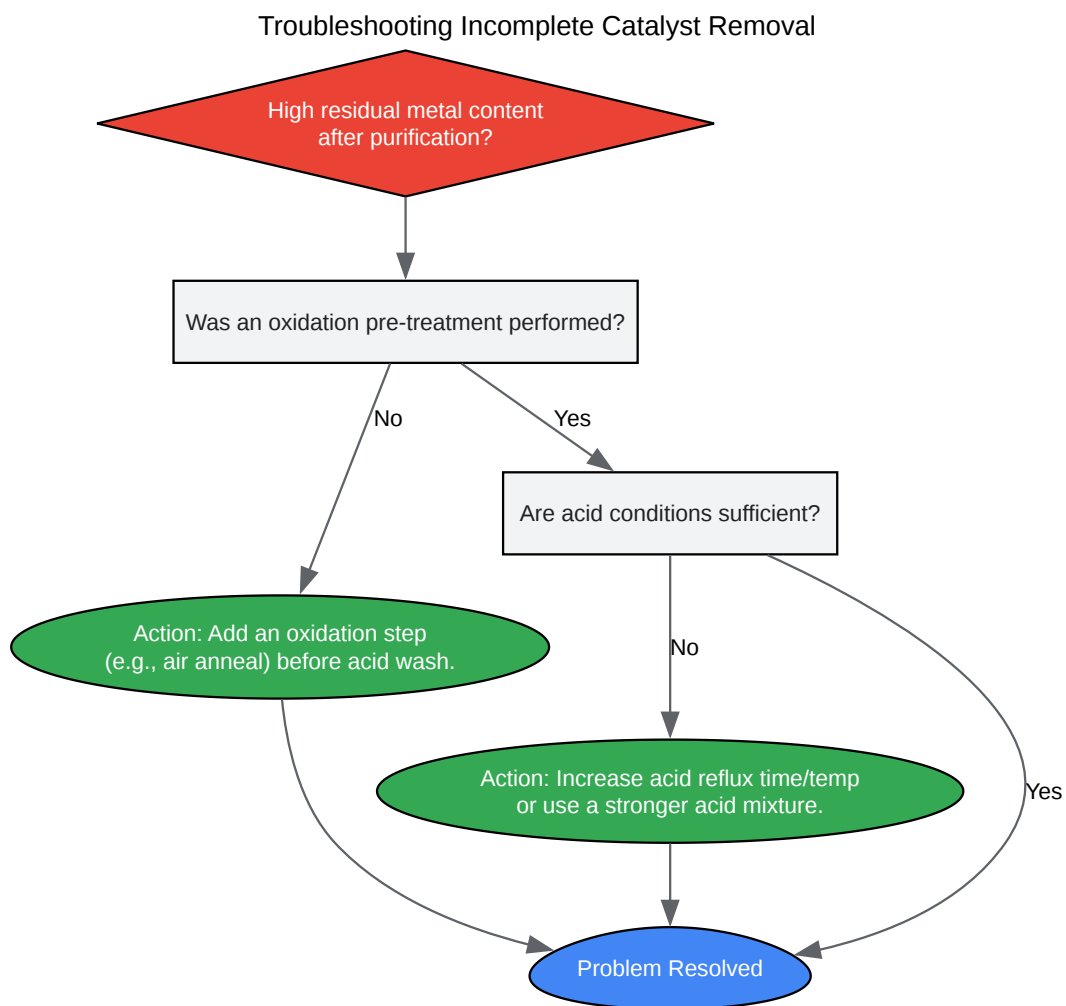 Troubleshooting Incomplete Catalyst Removal
High residual metal content
after purification?
Was an oxidation pre-treatment performed?
No
Yes
Are acid conditions sufficient?
Action: Add an oxidation step
(e.g., air anneal) before acid wash.
No
Action: Increase acid reflux time/temp
or use a stronger acid mixture.
Yes
Problem Resolved